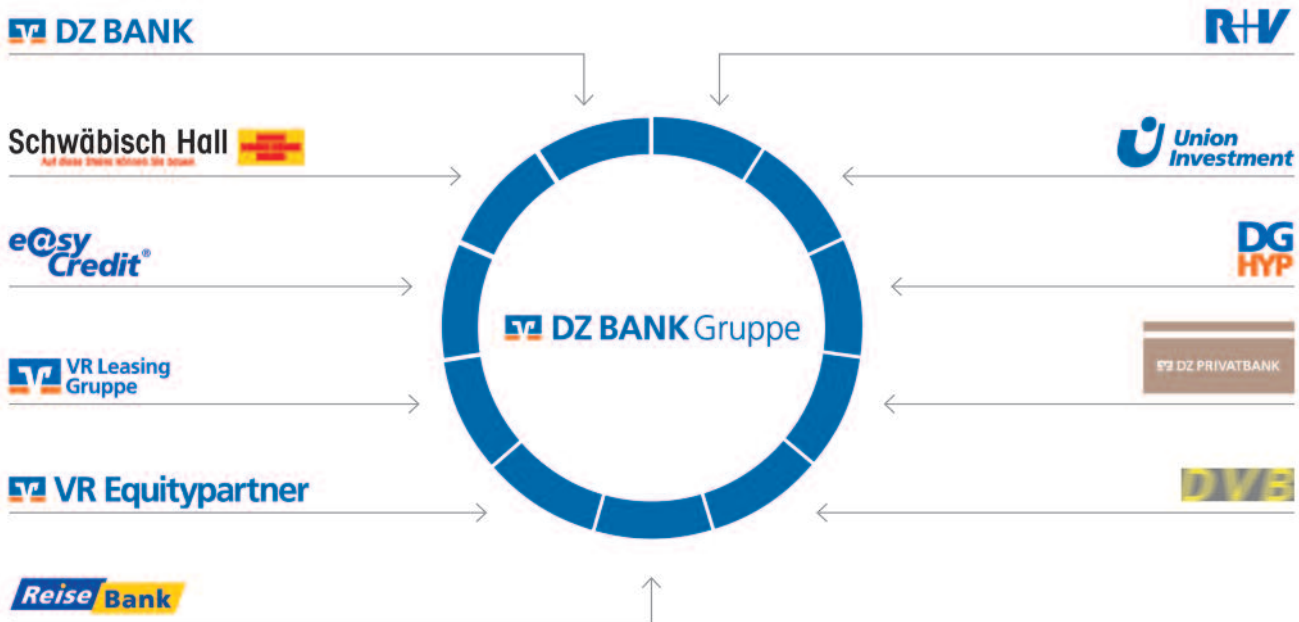 DZ BANK
R+V
Schwäbisch Hall
Auf diese Steine können Sie bauen
Union
Investment
e@sy
Credit®
DG
HYP
DZ BANK Gruppe
VR Leasing
Gruppe
DZ PRIVATBANK
VR Equitypartner
DVB
Reise Bank